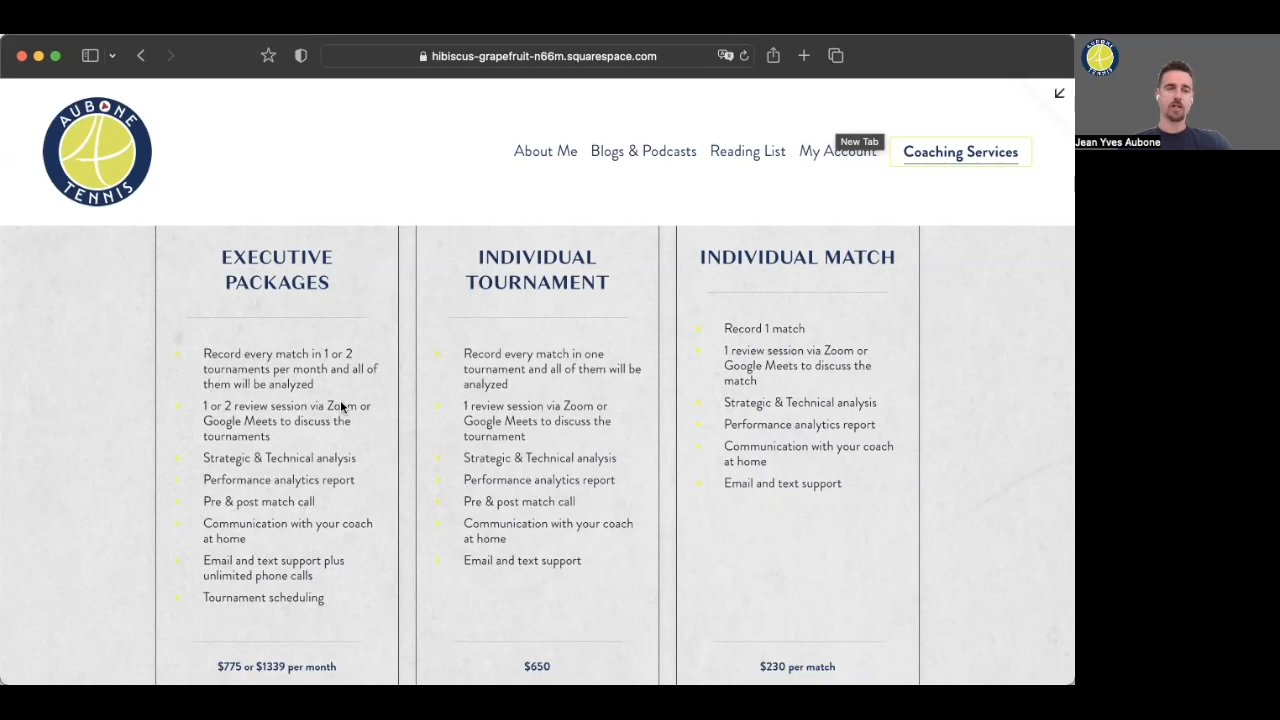 hibiscus-grapefruit-n66m.squarespace.com
AUBONE
TENNIS
Jean Yves Aubone
AUBONE
TENNIS
About Me
Blogs & Podcasts
Reading List
My Account
New Tab
Coaching Services
EXECUTIVE
PACKAGES
Record every match in 1 or 2
tournaments per month and all of
them will be analyzed
1 or 2 review session via Zoom or
Google Meets to discuss the
tournaments
Strategic & Technical analysis
Performance analytics report
Pre & post match call
Communication with your coach
at home
Email and text support plus
unlimited phone calls
Tournament scheduling
$775 or $1339 per month
INDIVIDUAL
TOURNAMENT
Record every match in one
tournament and all of them will be
analyzed
1 review session via Zoom or
Google Meets to discuss the
tournament
Strategic & Technical analysis
Performance analytics report
Pre & post match call
Communication with your coach
at home
Email and text support
$650
INDIVIDUAL MATCH
Record 1 match
1 review session via Zoom or
Google Meets to discuss the
match
Strategic & Technical analysis
Performance analytics report
Communication with your coach
at home
Email and text support
$230 per match